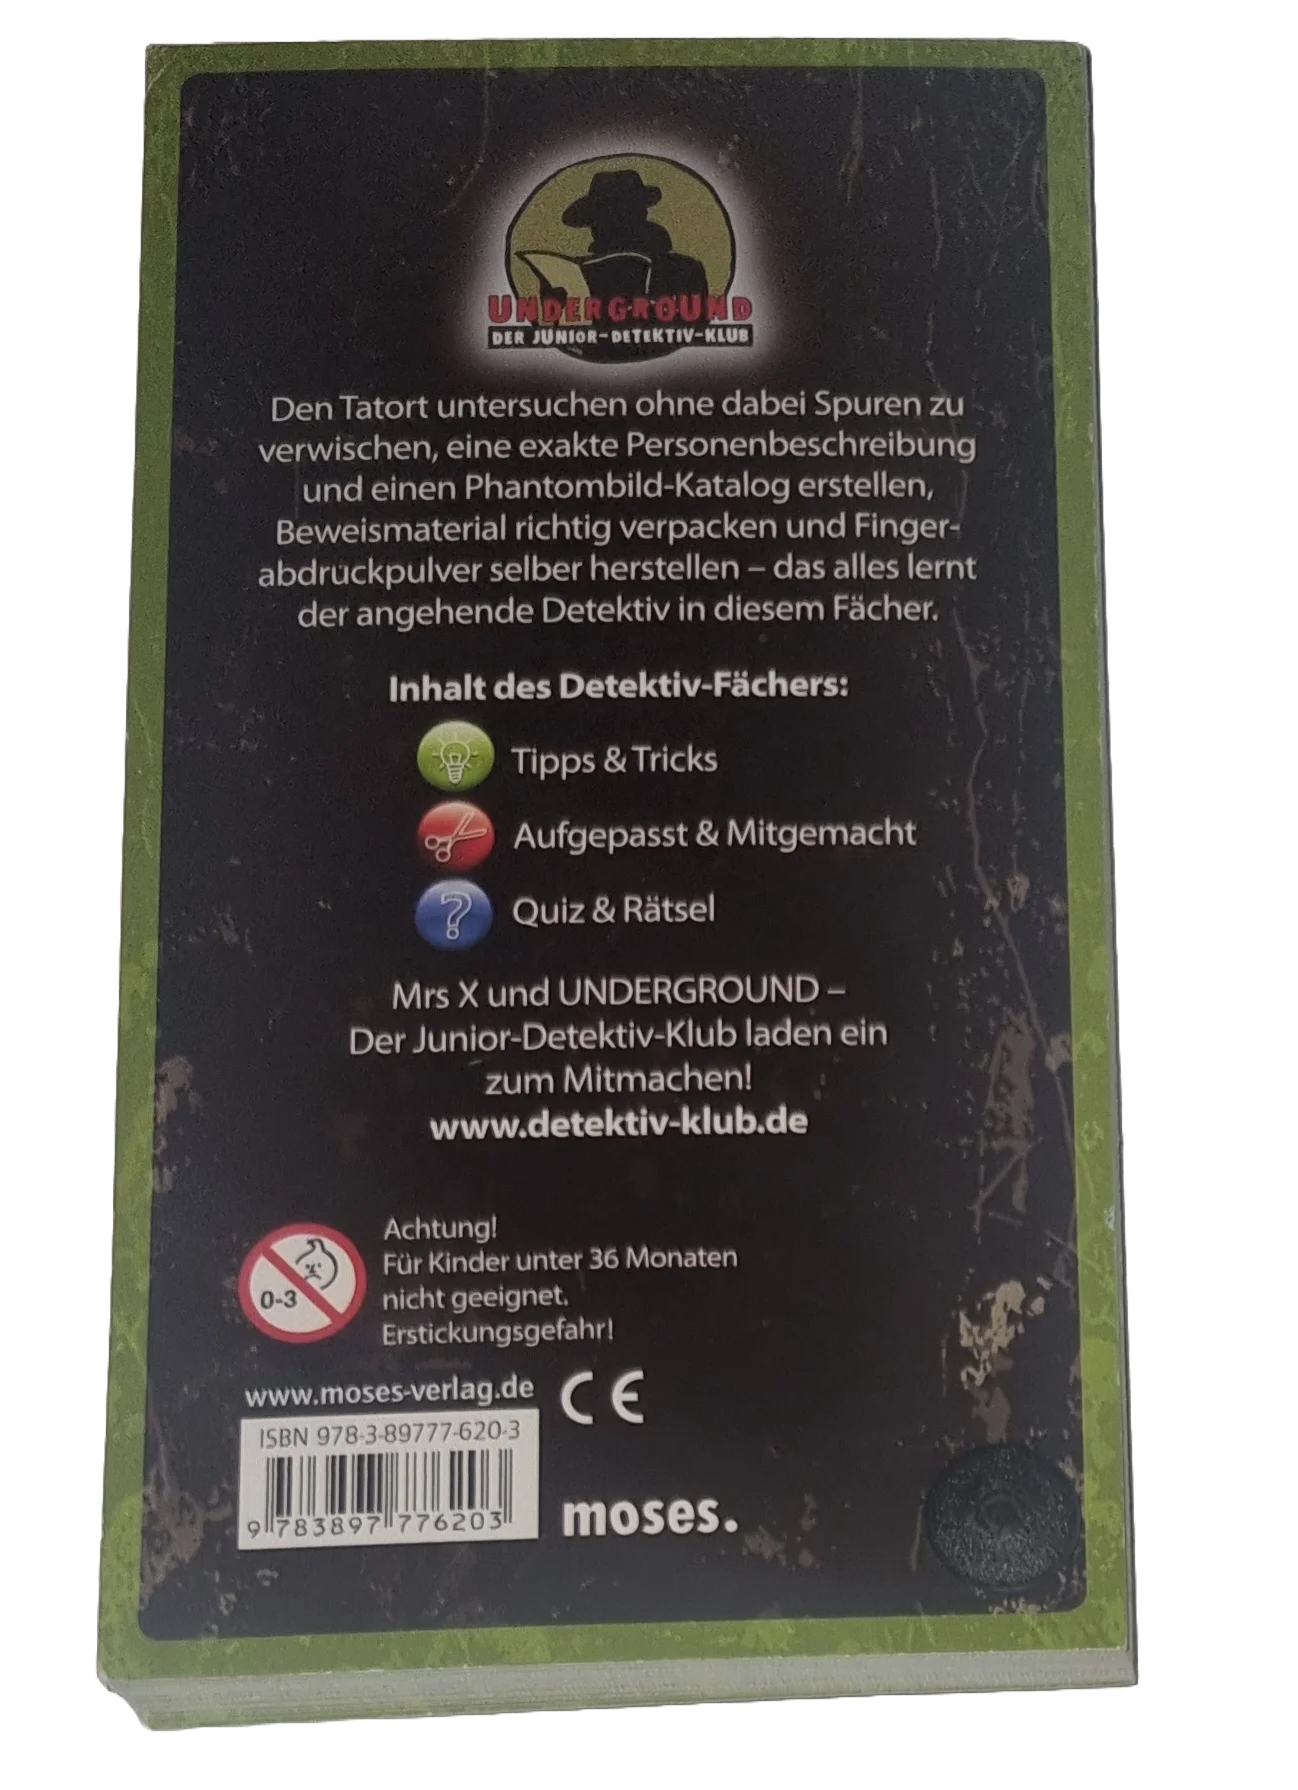 UNDERGROUND
DER JUNIOR-DETEKTIV-KLUB
Den Tatort untersuchen ohne dabei Spuren zu
verwischen, eine exakte Personenbeschreibung
und einen Phantombild-Katalog erstellen,
Beweismaterial richtig verpacken und Finger-
abdruckpulver selber herstellen – das alles lernt
der angehende Detektiv in diesem Fächer.
Inhalt des Detektiv-Fächers:
Tipps & Tricks
Aufgepasst & Mitgemacht
?
Quiz & Rätsel
Mrs X und UNDERGROUND –
Der Junior-Detektiv-Klub laden ein
zum Mitmachen!
www.detektiv-klub.de
Achtung!
Für Kinder unter 36 Monaten
0-3
nicht geeignet.
Erstickungsgefahr!
www.moses-verlag.de
CE
ISBN 978-3-89777-620-3
9 783897 776203
moses.